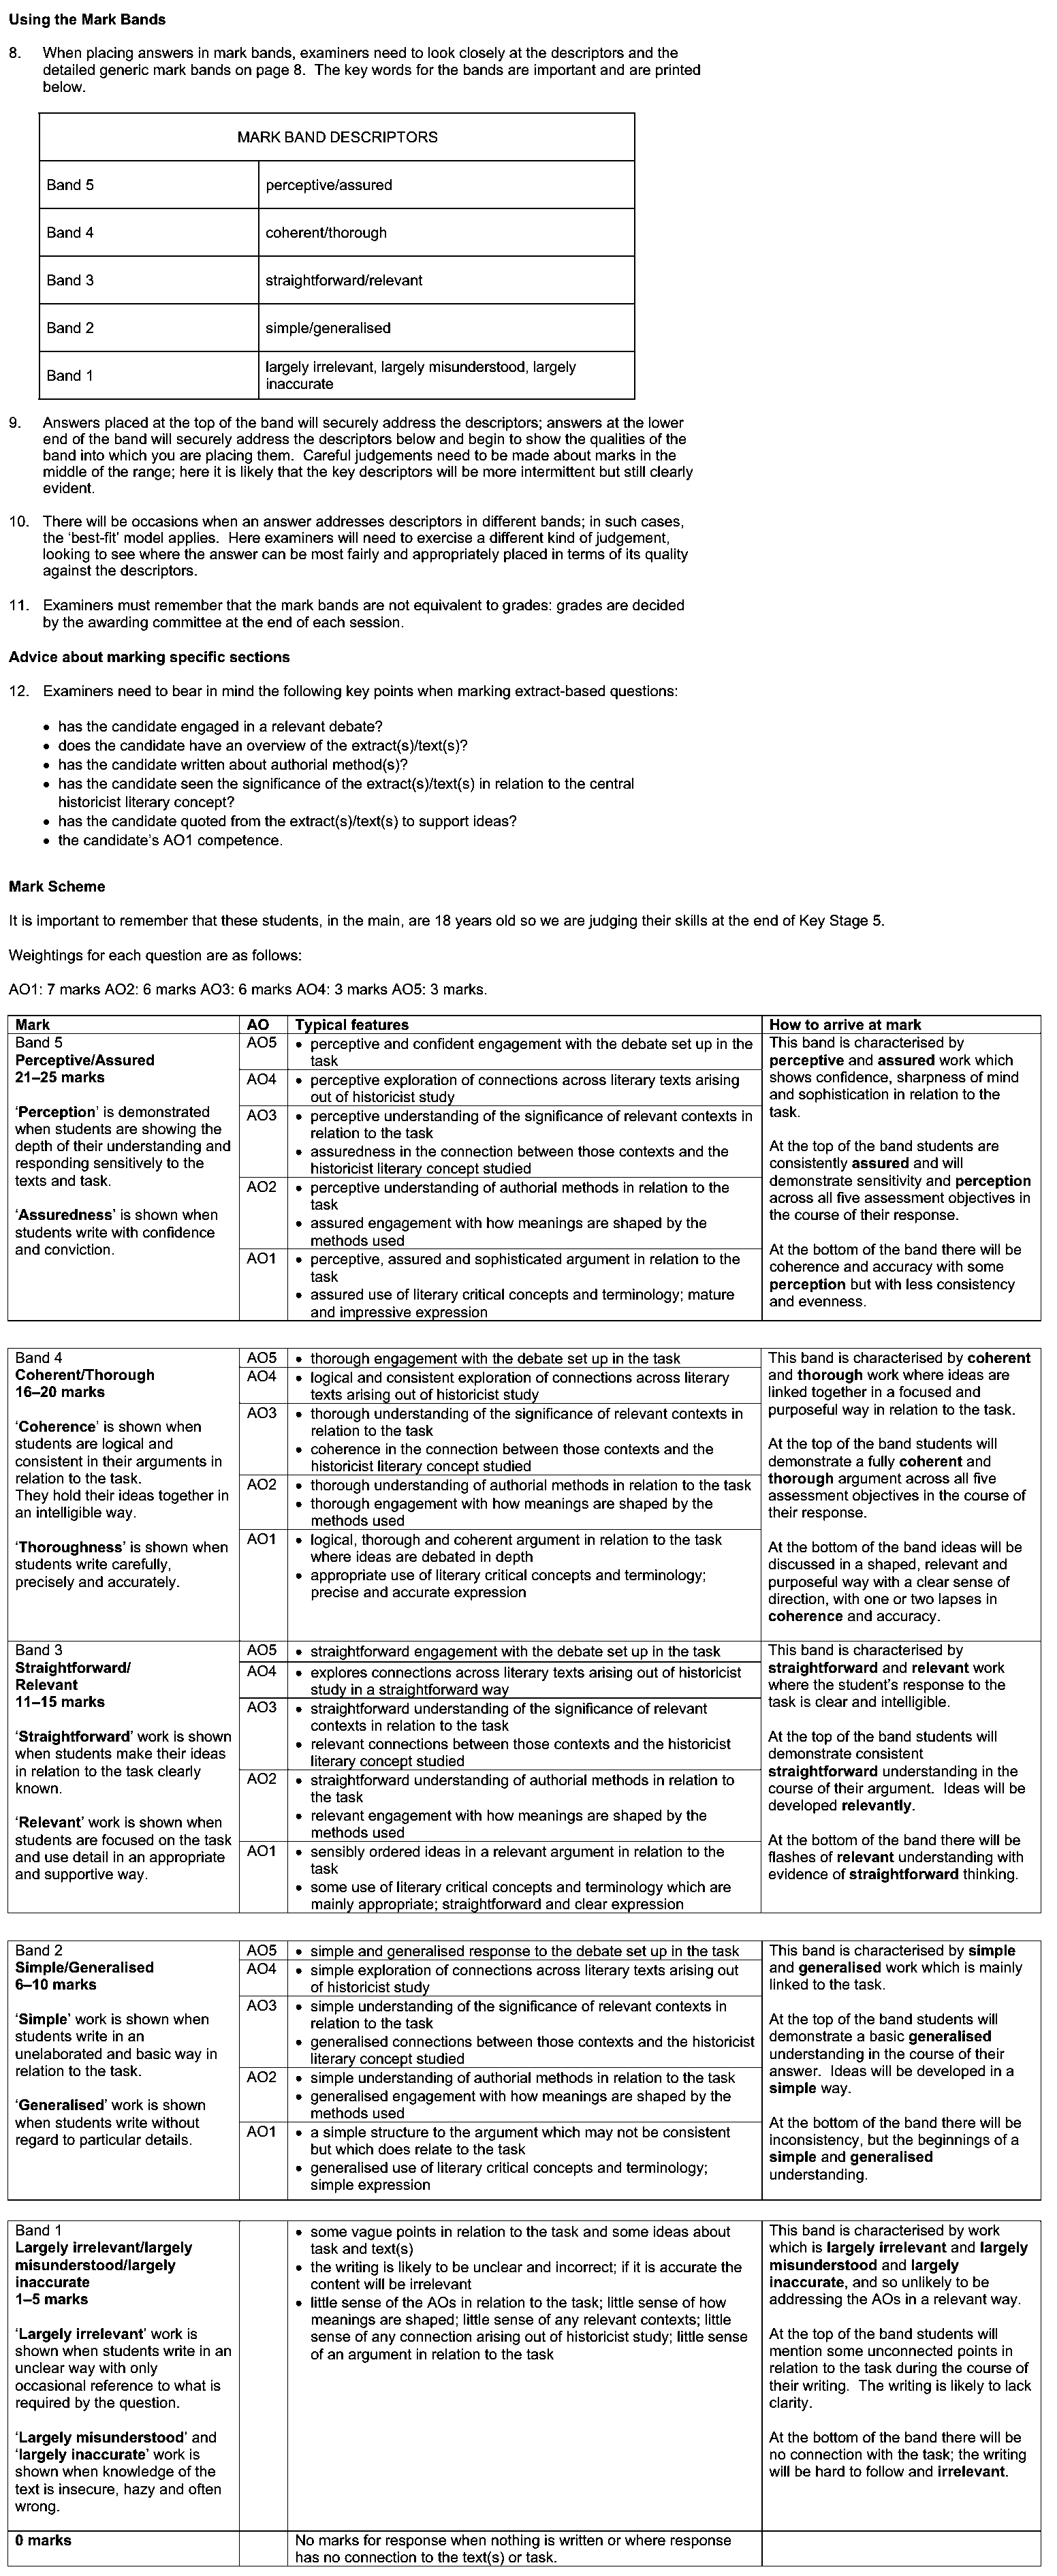 Using the Mark Bands
8. When placing answers in mark bands, examiners need to look closely at the descriptors and the
detailed generic mark bands on page 8. The key words for the bands are important and are printed
below.
MARK BAND DESCRIPTORS
Band 5 perceptive/assured
Band 4 coherent/thorough
Band 3 straightforward/relevant
Band 2 simple/generalised
Band 1 largely irrelevant, largely misunderstood, largely
inaccurate
9. Answers placed at the top of the band will securely address the descriptors; answers at the lower
end of the band will securely address the descriptors below and begin to show the qualities of the
band into which you are placing them. Careful judgements need to be made about marks in the
middle of the range; here it is likely that the key descriptors will be more intermittent but still clearly
evident.
10. There will be occasions when an answer addresses descriptors in different bands; in such cases,
the 'best-fit' model applies. Here examiners will need to exercise a different kind of judgement,
looking to see where the answer can be most fairly and appropriately placed in terms of its quality
against the descriptors.
11. Examiners must remember that the mark bands are not equivalent to grades: grades are decided
by the awarding committee at the end of each session.
Advice about marking specific sections
12. Examiners need to bear in mind the following key points when marking extract-based questions:
• has the candidate engaged in a relevant debate?
• does the candidate have an overview of the extract(s)/text(s)?
• has the candidate written about authorial method(s)?
• has the candidate seen the significance of the extract(s)/text(s) in relation to the central
historicist literary concept?
• has the candidate quoted from the extract(s)/text(s) to support ideas?
• the candidate's AO1 competence.
Mark Scheme
It is important to remember that these students, in the main, are 18 years old so we are judging their skills at the end of Key Stage 5.
Weightings for each question are as follows:
AO1: 7 marks AO2: 6 marks AO3: 6 marks AO4: 3 marks AO5: 3 marks.
Mark AO Typical features How to arrive at mark
Band 5
Perceptive/Assured
21–25 marks
'Perception' is demonstrated
when students are showing the
depth of their understanding and
responding sensitively to the
texts and task.
'Assuredness' is shown when
students write with confidence
and conviction.
AO5 • perceptive and confident engagement with the debate set up in the
task
AO4 • perceptive exploration of connections across literary texts arising
out of historicist study
AO3 • perceptive understanding of the significance of relevant contexts in
relation to the task
• assuredness in the connection between those contexts and the
historicist literary concept studied
AO2 • perceptive understanding of authorial methods in relation to the
task
• assured engagement with how meanings are shaped by the
methods used
AO1 • perceptive, assured and sophisticated argument in relation to the
task
• assured use of literary critical concepts and terminology; mature
and impressive expression
This band is characterised by
perceptive and assured work which
shows confidence, sharpness of mind
and sophistication in relation to the
task.
At the top of the band students are
consistently assured and will
demonstrate sensitivity and perception
across all five assessment objectives in
the course of their response.
At the bottom of the band there will be
coherence and accuracy with some
perception but with less consistency
and evenness.
Band 4
Coherent/Thorough
16–20 marks
'Coherence' is shown when
students are logical and
consistent in their arguments in
relation to the task.
They hold their ideas together in
an intelligible way.
'Thoroughness' is shown when
students write carefully,
precisely and accurately.
AO5 • thorough engagement with the debate set up in the task
AO4 • logical and consistent exploration of connections across literary
texts arising out of historicist study
AO3 • thorough understanding of the significance of relevant contexts in
relation to the task
• coherence in the connection between those contexts and the
historicist literary concept studied
AO2 • thorough understanding of authorial methods in relation to the task
• thorough engagement with how meanings are shaped by the
methods used
AO1 • logical, thorough and coherent argument in relation to the task
where ideas are debated in depth
• appropriate use of literary critical concepts and terminology;
precise and accurate expression
This band is characterised by coherent
and thorough work where ideas are
linked together in a focused and
purposeful way in relation to the task.
At the top of the band students will
demonstrate a fully coherent and
thorough argument across all five
assessment objectives in the course of
their response.
At the bottom of the band ideas will be
discussed in a shaped, relevant and
purposeful way with a clear sense of
direction, with one or two lapses in
coherence and accuracy.
Band 3
Straightforward/
Relevant
11–15 marks
'Straightforward' work is shown
when students make their ideas
in relation to the task clearly
known.
'Relevant' work is shown when
students are focused on the task
and use detail in an appropriate
and supportive way.
AO5 • straightforward engagement with the debate set up in the task
AO4 • explores connections across literary texts arising out of historicist
study in a straightforward way
AO3 • straightforward understanding of the significance of relevant
contexts in relation to the task
• relevant connections between those contexts and the historicist
literary concept studied
AO2 • straightforward understanding of authorial methods in relation to
the task
• relevant engagement with how meanings are shaped by the
methods used
AO1 • sensibly ordered ideas in a relevant argument in relation to the
task
• some use of literary critical concepts and terminology which are
mainly appropriate; straightforward and clear expression
This band is characterised by
straightforward and relevant work
where the student's response to the
task is clear and intelligible.
At the top of the band students will
demonstrate consistent
straightforward understanding in the
course of their argument. Ideas will be
developed relevantly.
At the bottom of the band there will be
flashes of relevant understanding with
evidence of straightforward thinking.
Band 2
Simple/Generalised
6–10 marks
'Simple' work is shown when
students write in an
unelaborated and basic way in
relation to the task.
'Generalised' work is shown
when students write without
regard to particular details.
AO5 • simple and generalised response to the debate set up in the task
AO4 • simple exploration of connections across literary texts arising out
of historicist study
AO3 • simple understanding of the significance of relevant contexts in
relation to the task
• generalised connections between those contexts and the historicist
literary concept studied
AO2 • simple understanding of authorial methods in relation to the task
• generalised engagement with how meanings are shaped by the
methods used
AO1 • a simple structure to the argument which may not be consistent
but which does relate to the task
• generalised use of literary critical concepts and terminology;
simple expression
This band is characterised by simple
and generalised work which is mainly
linked to the task.
At the top of the band students will
demonstrate a basic generalised
understanding in the course of their
answer. Ideas will be developed in a
simple way.
At the bottom of the band there will be
inconsistency, but the beginnings of a
simple and generalised
understanding.
Band 1
Largely irrelevant/largely
misunderstood/largely
inaccurate
1–5 marks
'Largely irrelevant' work is
shown when students write in an
unclear way with only
occasional reference to what is
required by the question.
'Largely misunderstood' and
'largely inaccurate' work is
shown when knowledge of the
text is insecure, hazy and often
wrong.
• some vague points in relation to the task and some ideas about
task and text(s)
• the writing is likely to be unclear and incorrect; if it is accurate the
content will be irrelevant
• little sense of the AOs in relation to the task; little sense of how
meanings are shaped; little sense of any relevant contexts; little
sense of any connection arising out of historicist study; little sense
of an argument in relation to the task
This band is characterised by work
which is largely irrelevant and largely
misunderstood and largely
inaccurate, and so unlikely to be
addressing the AOs in a relevant way.
At the top of the band students will
mention some unconnected points in
relation to the task during the course of
their writing. The writing is likely to lack
clarity.
At the bottom of the band there will be
no connection with the task; the writing
will be hard to follow and irrelevant.
0 marks No marks for response when nothing is written or where response
has no connection to the text(s) or task.